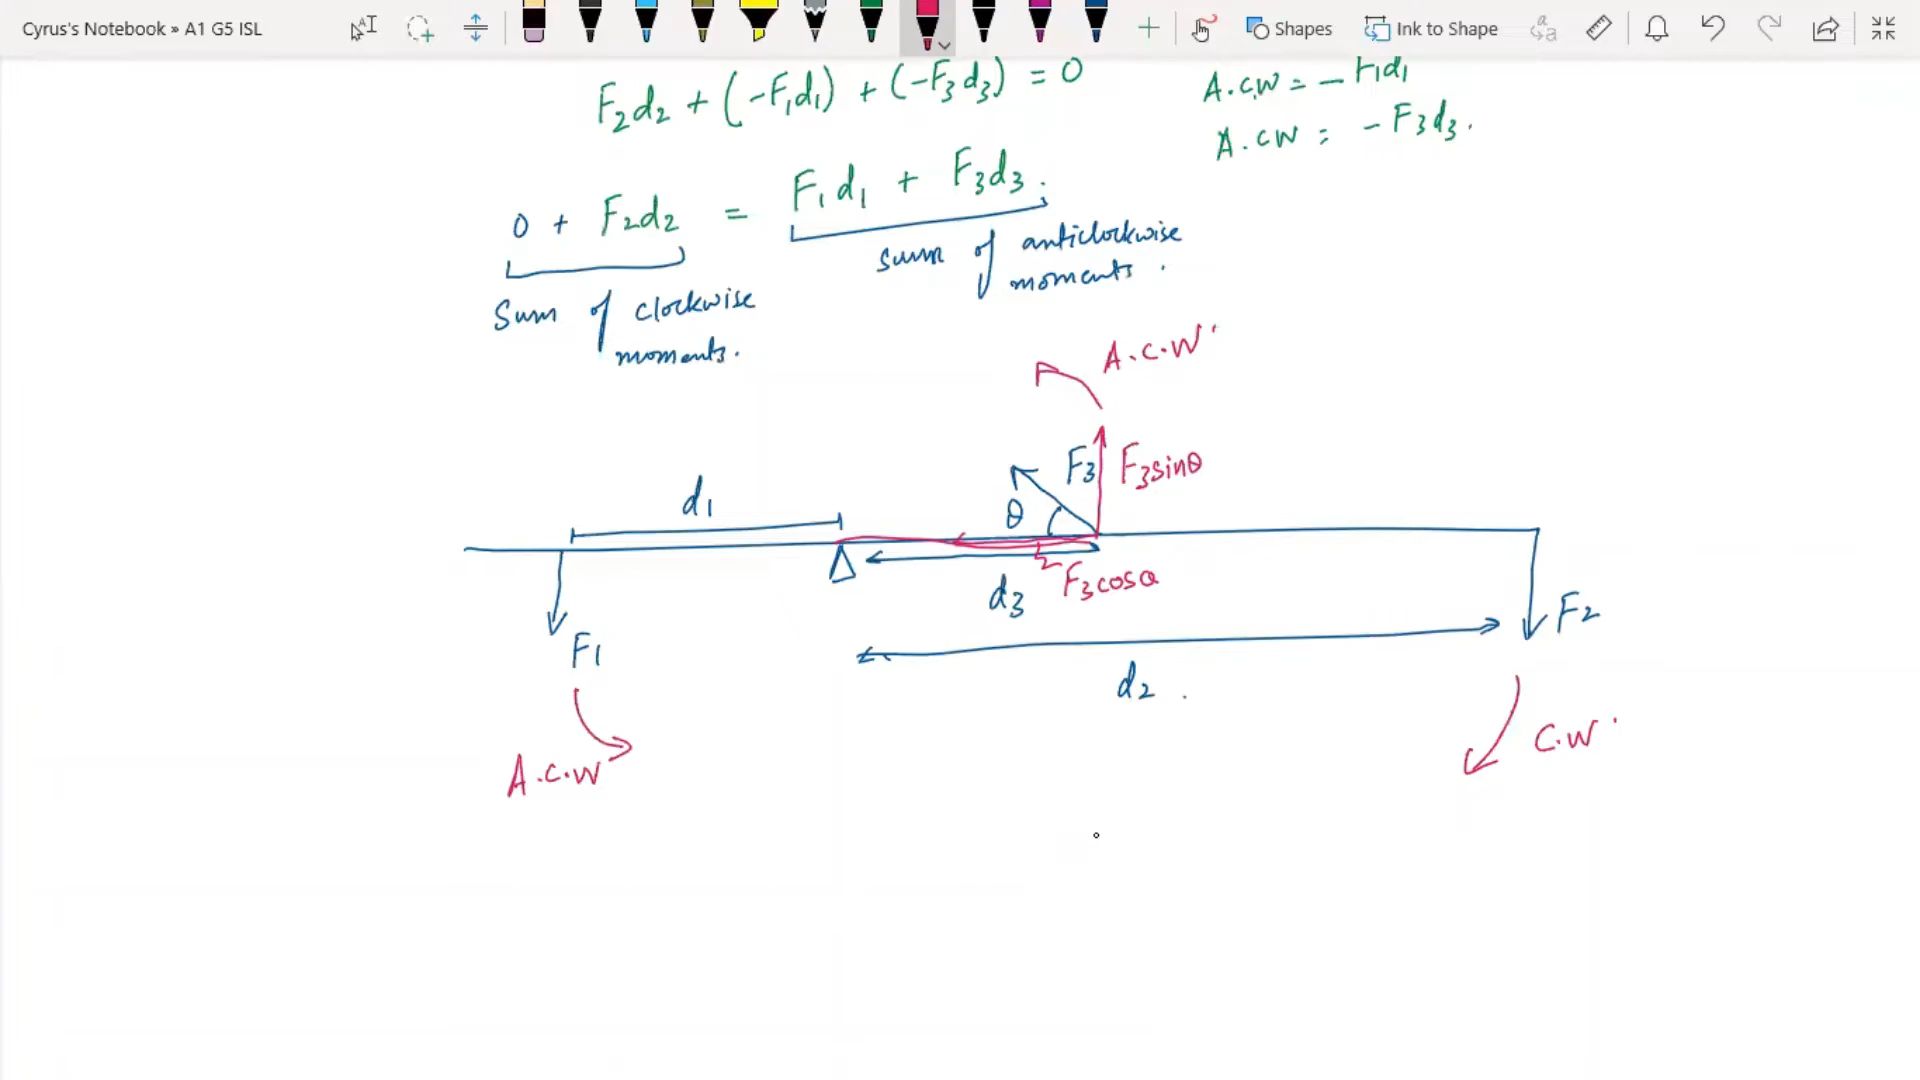 Cyrus's Notebook » A1 G5 ISL
Shapes
Ink to Shape
F₂d₂ + (-F₁d₁) + (-F₃d₃) = 0
A.C.W = - F₁d₁
A.CW = - F₃d₃.
0 + F₂d₂ = F₁d₁ + F₃d₃.
sum of anticlockwise
moments.
Sum of clockwise
moments.
A.C.W
F₃
F₃sinθ
d₁
θ
F₃cosθ
d₃
F₁
F₂
d₂.
A.C.W
C.W